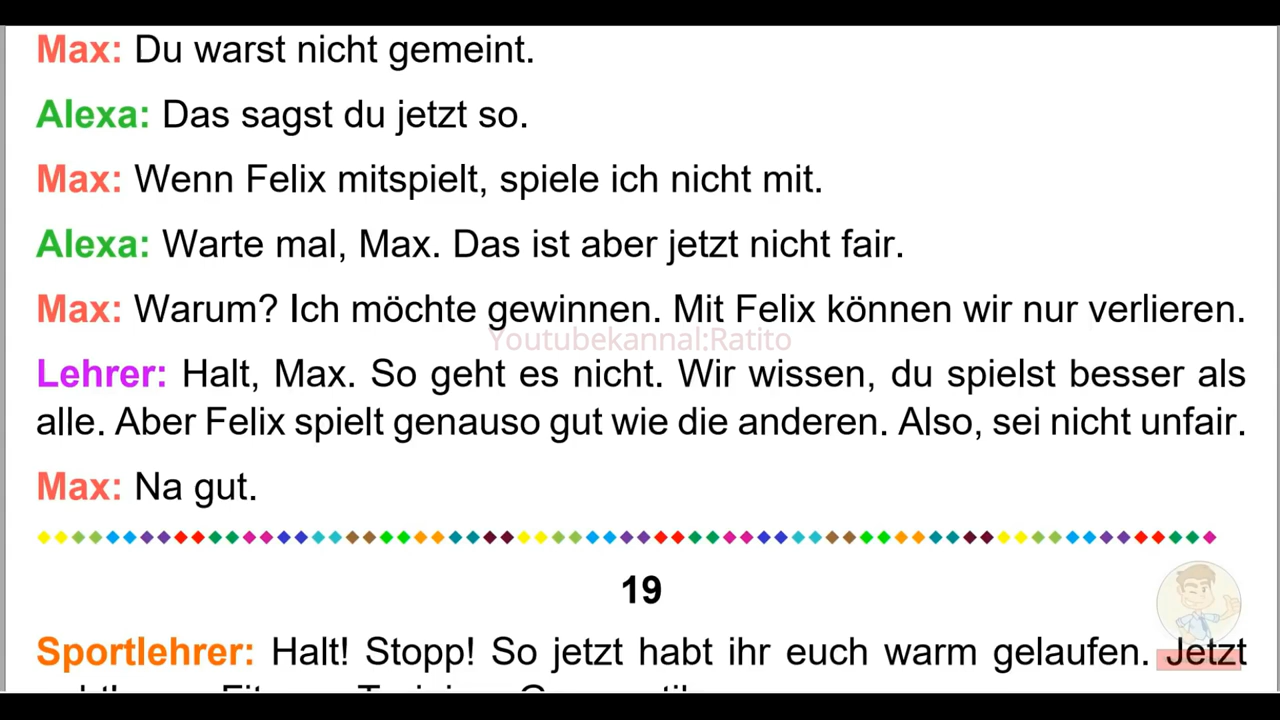 Max: Du warst nicht gemeint.
Alexa: Das sagst du jetzt so.
Max: Wenn Felix mitspielt, spiele ich nicht mit.
Alexa: Warte mal, Max. Das ist aber jetzt nicht fair.
Max: Warum? Ich möchte gewinnen. Mit Felix können wir nur verlieren.
Youtubekannal:Ratito
Lehrer: Halt, Max. So geht es nicht. Wir wissen, du spielst besser als
alle. Aber Felix spielt genauso gut wie die anderen. Also, sei nicht unfair.
Max: Na gut.
19
Sportlehrer: Halt! Stopp! So jetzt habt ihr euch warm gelaufen. Jetzt